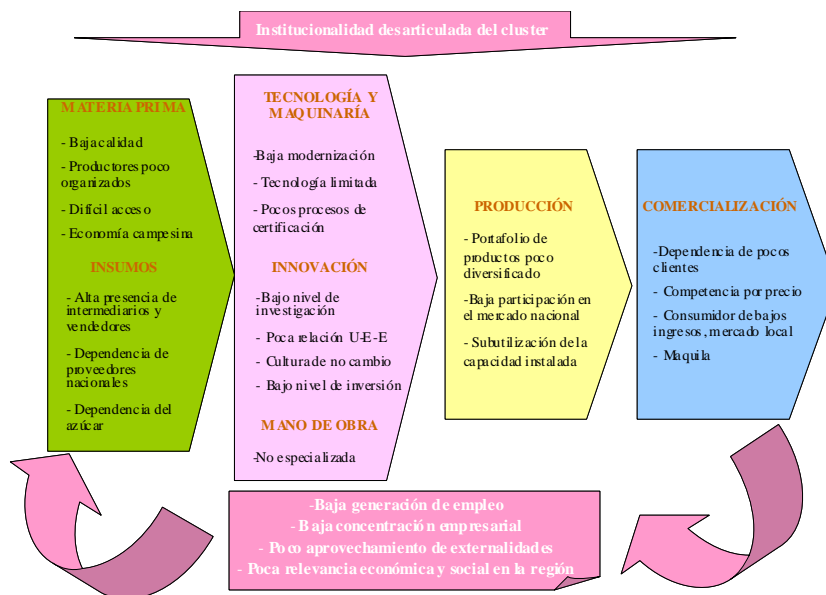 Institucionalidad desarticulada del cluster
MATERIA PRIMA
- Baja calidad
- Productores poco
organizados
- Difícil acceso
- Economía campesina
INSUMOS
- Alta presencia de
intermediarios y
vendedores
- Dependencia de
proveedores
nacionales
- Dependencia del
azúcar
TECNOLOGÍA Y
MAQUINARÍA
-Baja modernización
- Tecnología limitada
- Pocos procesos de
certificación
INNOVACIÓN
-Bajo nivel de
investigación
- Poca relación U-E-E
- Cultura de no cambio
- Bajo nivel de inversión
MANO DE OBRA
-No especializada
PRODUCCIÓN
- Portafolio de
productos poco
diversificado
-Baja participación en
el mercado nacional
- Subutilización de la
capacidad instalada
COMERCIALIZACIÓN
-Dependencia de pocos
clientes
- Competencia por precio
- Consumidor de bajos
ingresos, mercado local
- Maquila
-Baja generación de empleo
- Baja concentración empresarial
- Poco aprovechamiento de externalidades
- Poca relevancia económica y social en la región